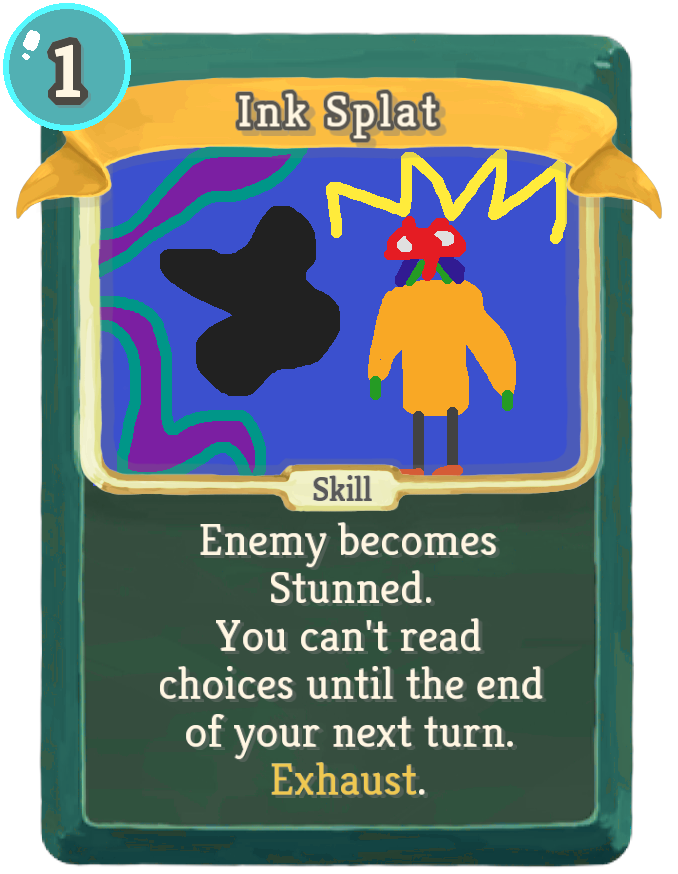 1
Ink Splat
Skill
Enemy becomes
Stunned.
You can't read
choices until the end
of your next turn.
Exhaust.